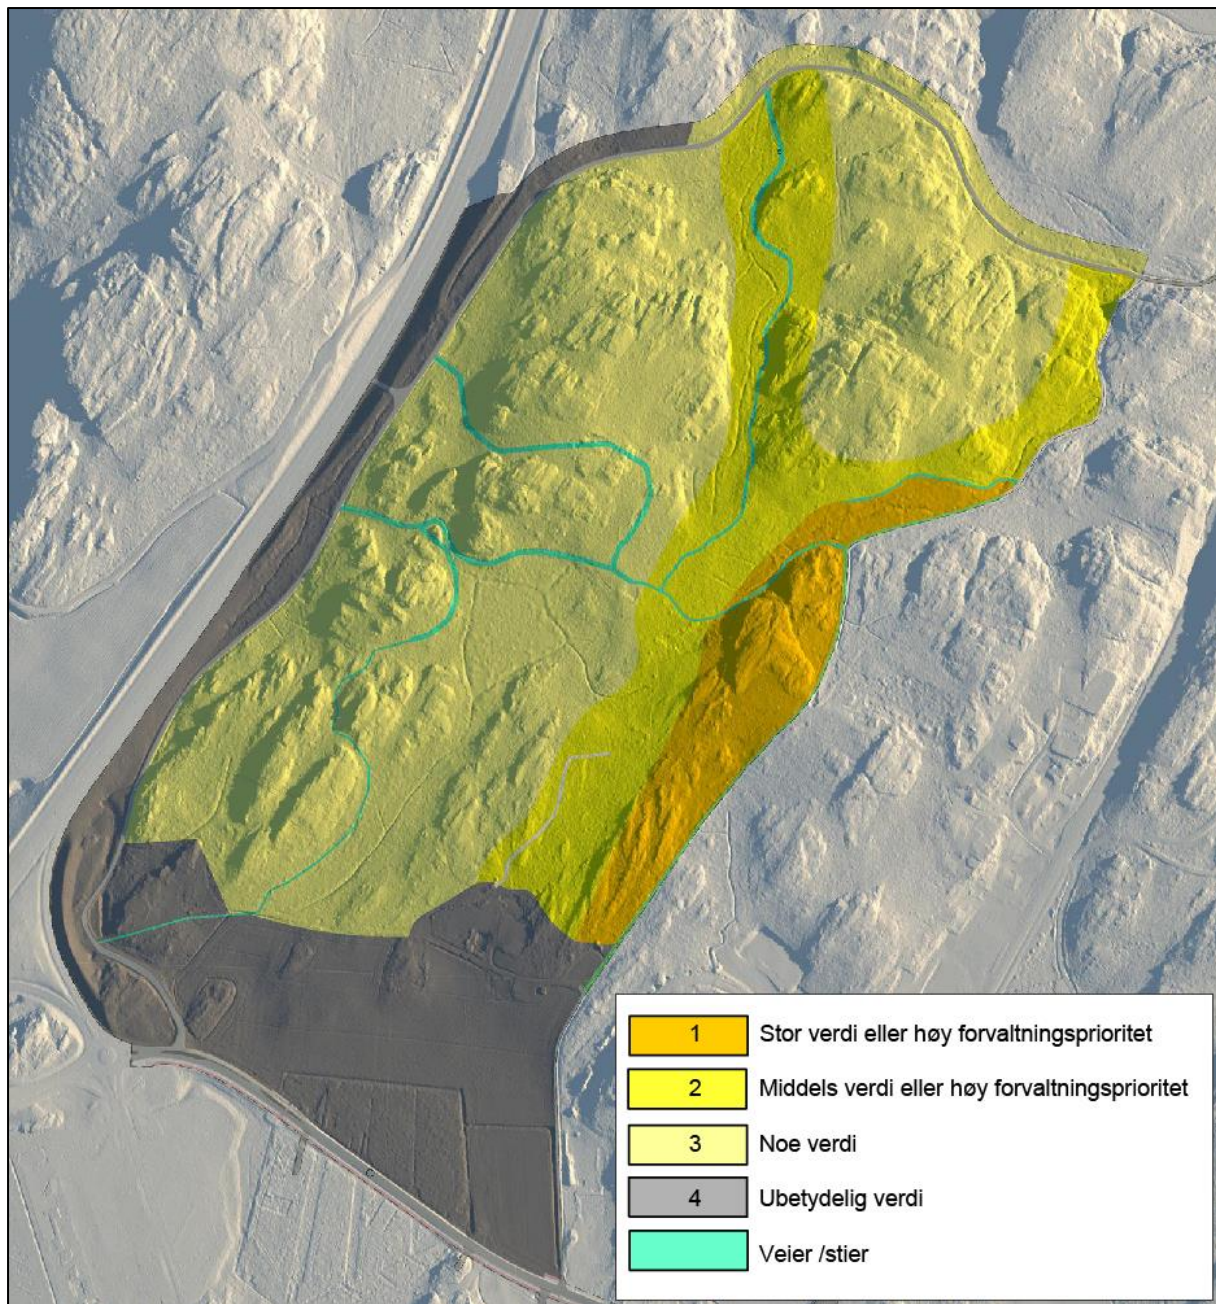 1 Stor verdi eller høy forvaltningsprioritet
2 Middels verdi eller høy forvaltningsprioritet
3 Noe verdi
4 Ubetydelig verdi
Veier /stier